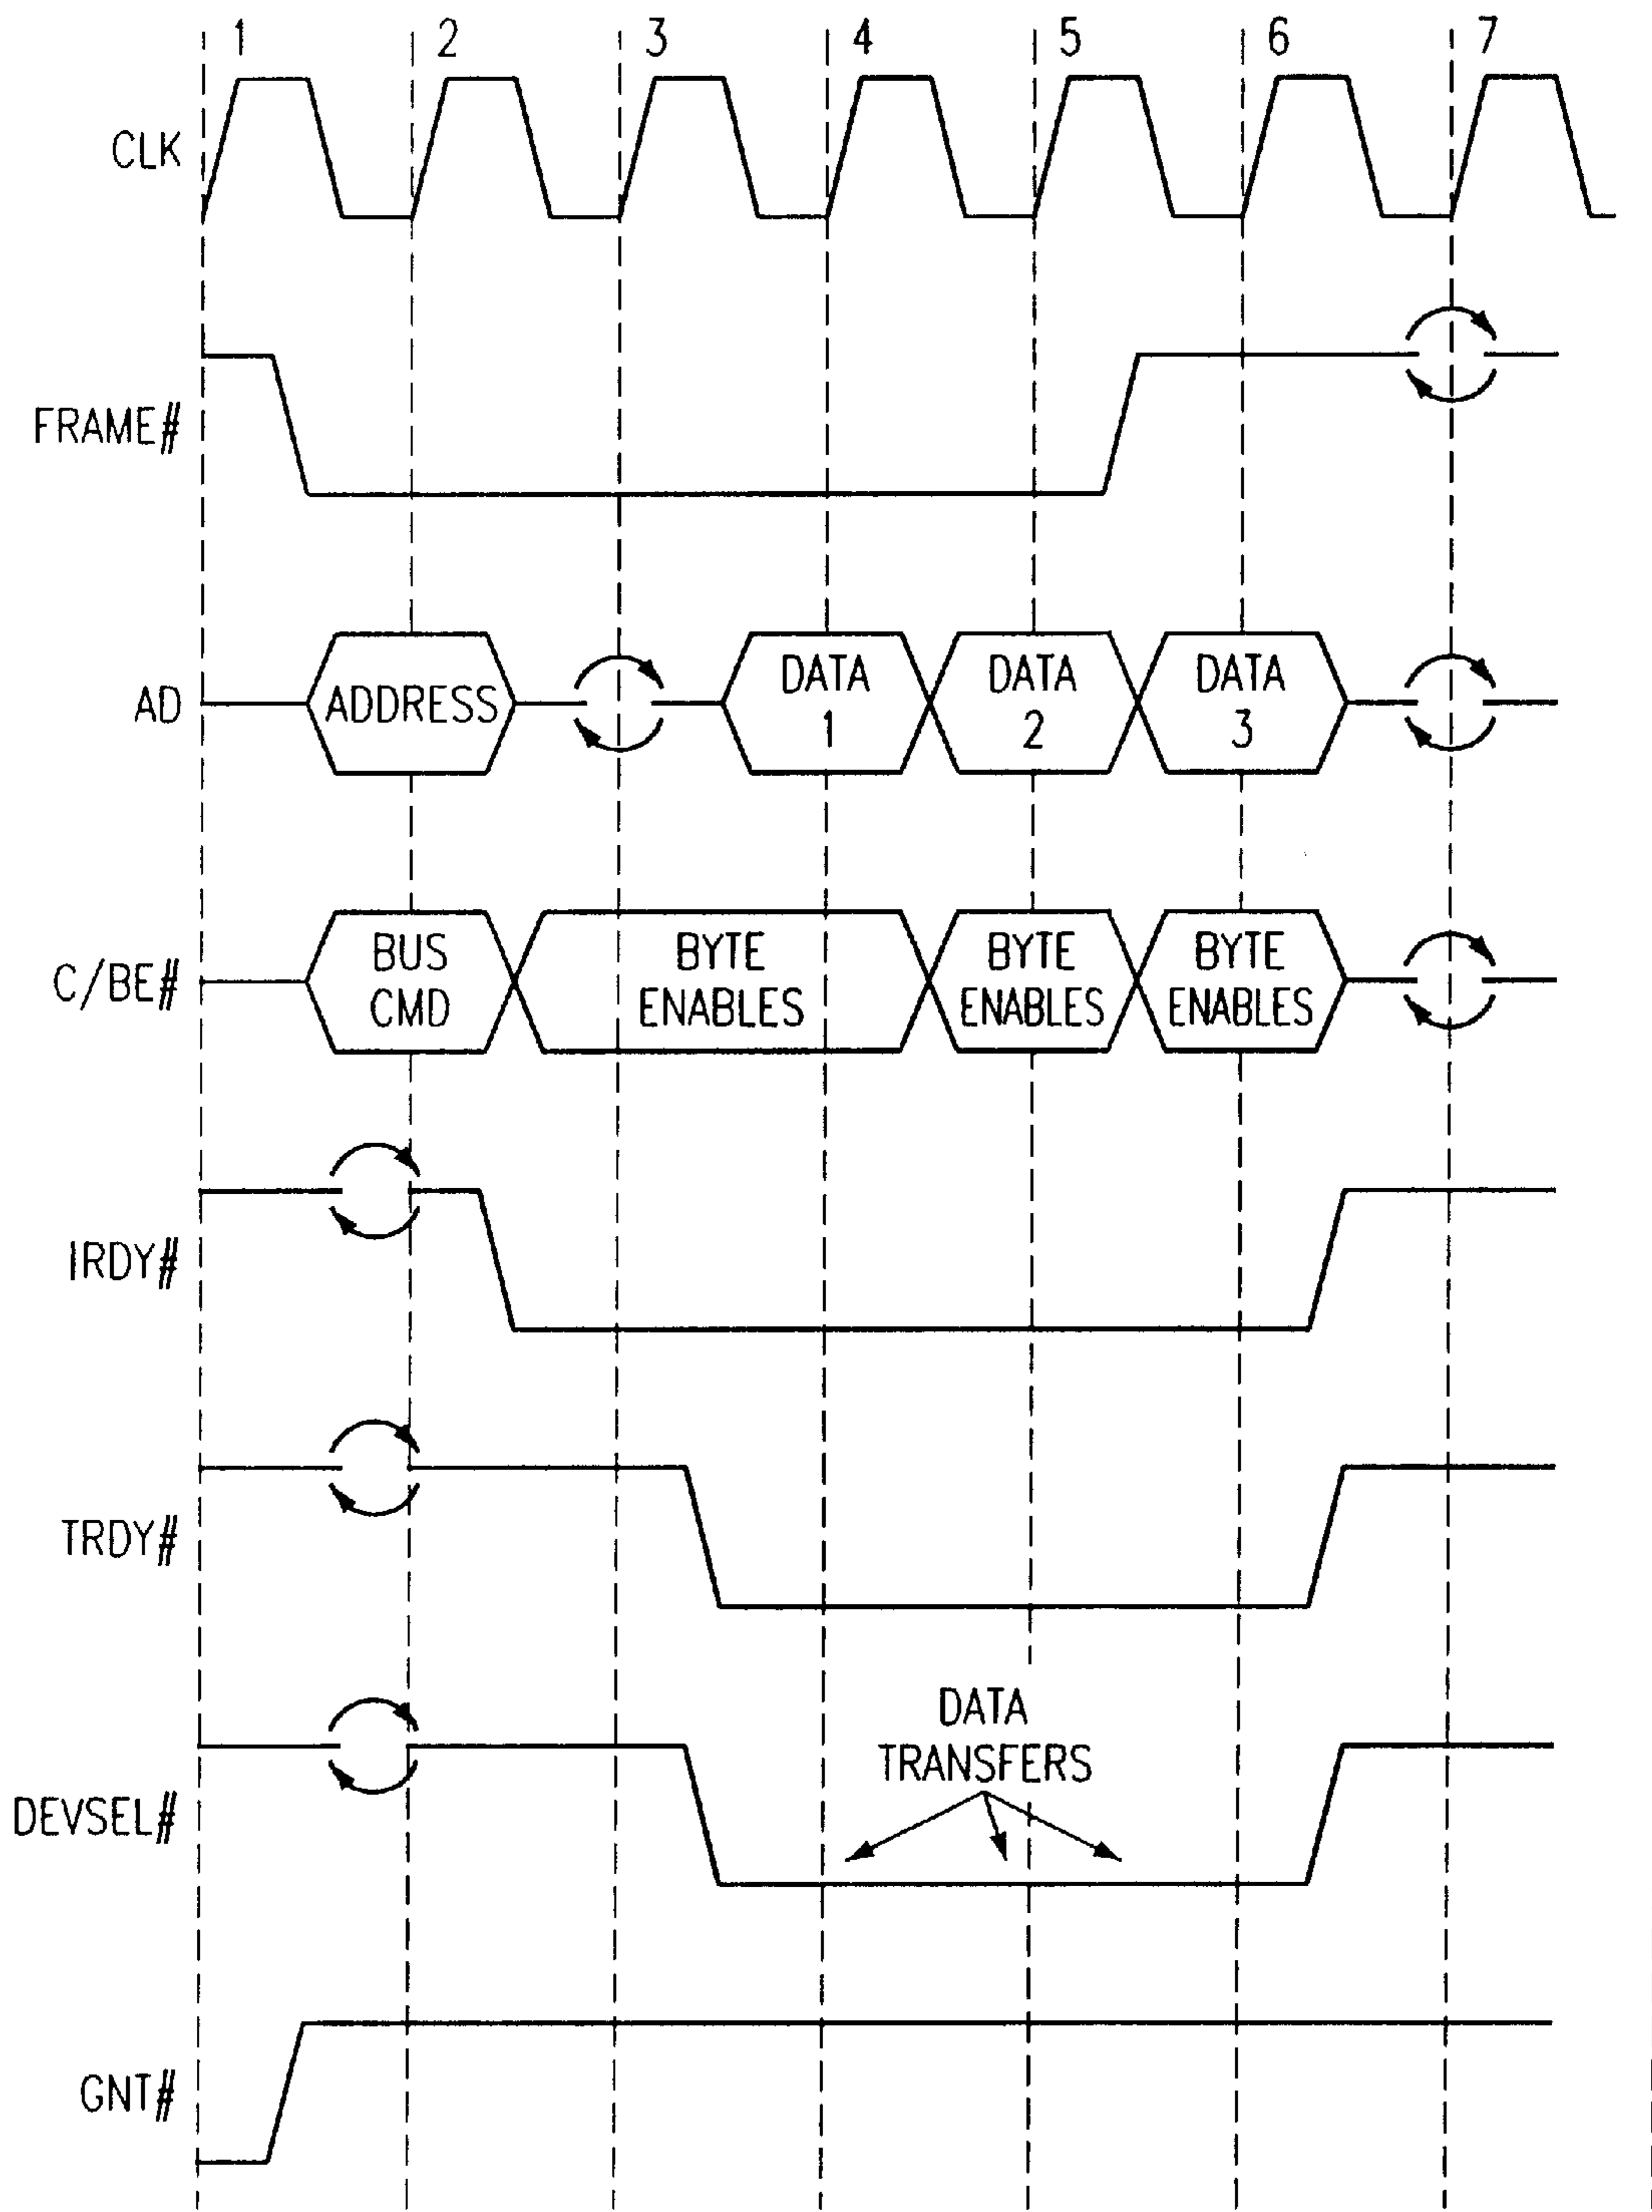 1 2 3 4 5 6 7
CLK
FRAME#
AD
ADDRESS
DATA
1
DATA
2
DATA
3
C/BE#
BUS
CMD
BYTE
ENABLES
BYTE
ENABLES
BYTE
ENABLES
IRDY#
TRDY#
DEVSEL#
DATA
TRANSFERS
GNT#